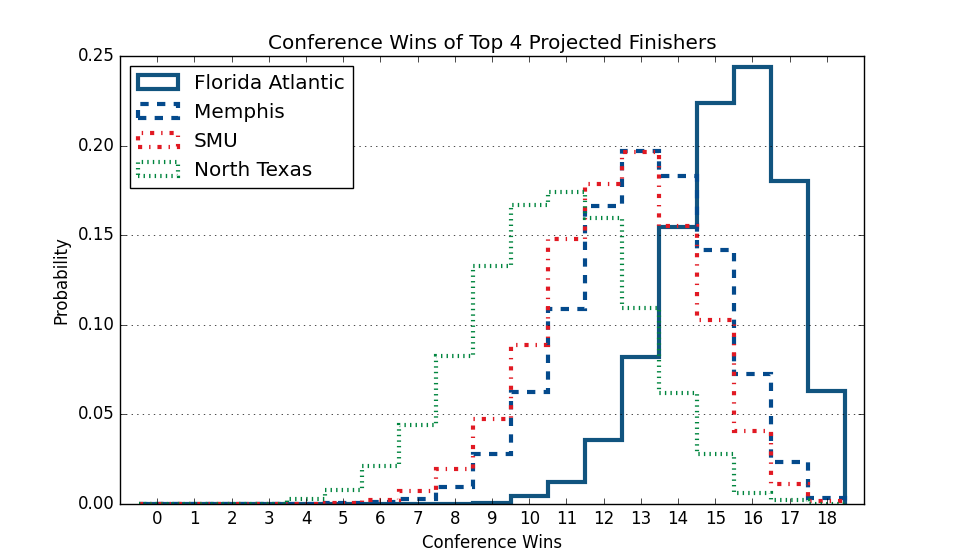 Conference Wins of Top 4 Projected Finishers
Florida Atlantic
Memphis
SMU
North Texas
Probability
0.25
0.20
0.15
0.10
0.05
0.00
0 1 2 3 4 5 6 7 8 9 10 11 12 13 14 15 16 17 18
Conference Wins